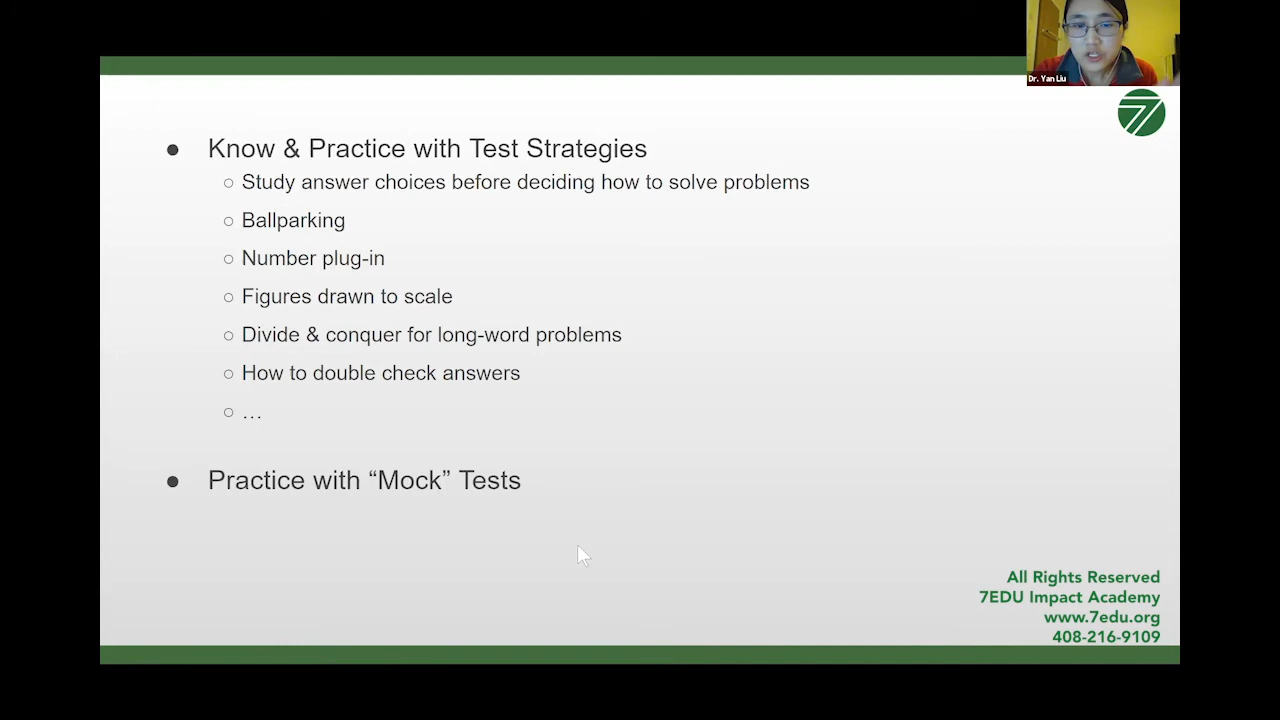 Dr. Yan Liu
● Know & Practice with Test Strategies
○ Study answer choices before deciding how to solve problems
○ Ballparking
○ Number plug-in
○ Figures drawn to scale
○ Divide & conquer for long-word problems
○ How to double check answers
○ …
● Practice with “Mock” Tests
All Rights Reserved
7EDU Impact Academy
www.7edu.org
408-216-9109